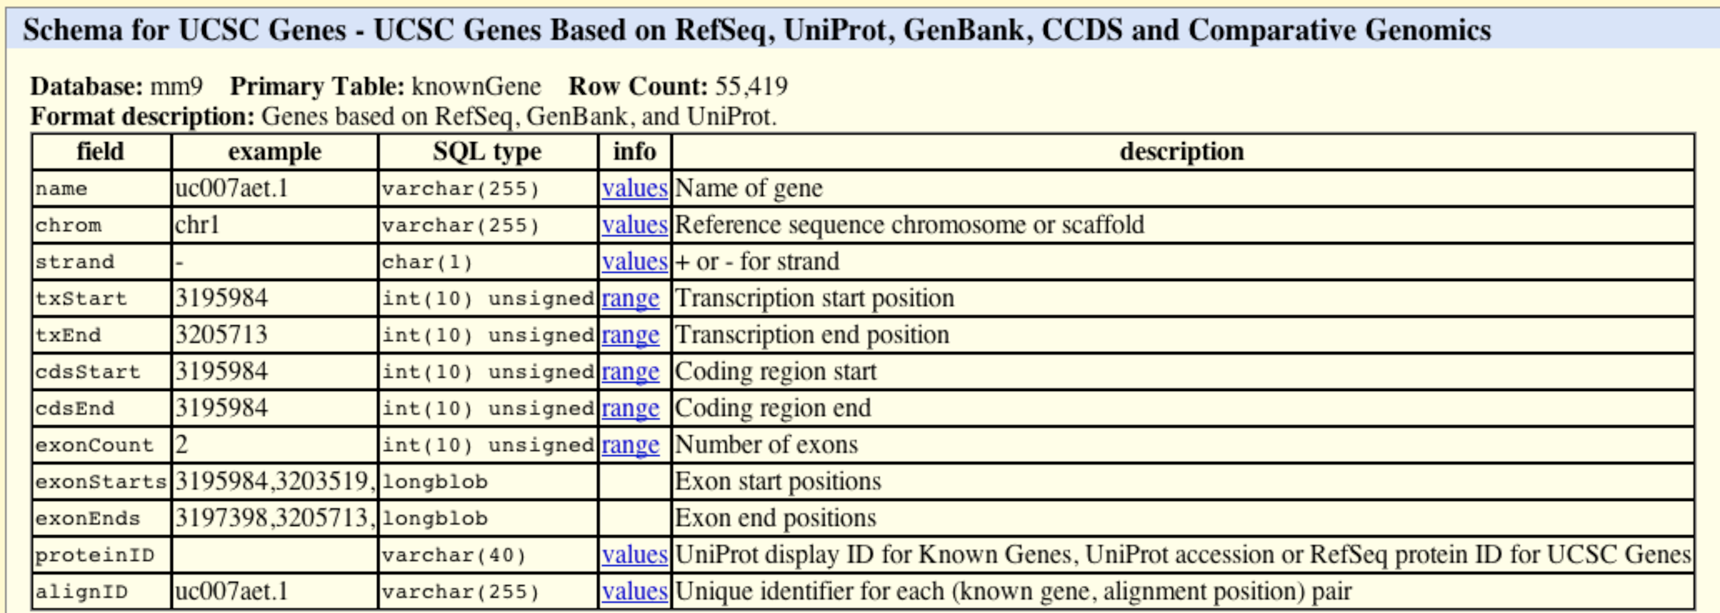 Schema for UCSC Genes - UCSC Genes Based on RefSeq, UniProt, GenBank, CCDS and Comparative Genomics
Database: mm9 Primary Table: knownGene Row Count: 55,419
Format description: Genes based on RefSeq, GenBank, and UniProt.
field example SQL type info description
name uc007aet.1 varchar(255) values Name of gene
chrom chr1 varchar(255) values Reference sequence chromosome or scaffold
strand - char(1) values + or - for strand
txStart 3195984 int(10) unsigned range Transcription start position
txEnd 3205713 int(10) unsigned range Transcription end position
cdsStart 3195984 int(10) unsigned range Coding region start
cdsEnd 3195984 int(10) unsigned range Coding region end
exonCount 2 int(10) unsigned range Number of exons
exonStarts 3195984,3203519, longblob Exon start positions
exonEnds 3197398,3205713, longblob Exon end positions
proteinID varchar(40) values UniProt display ID for Known Genes, UniProt accession or RefSeq protein ID for UCSC Genes
alignID uc007aet.1 varchar(255) values Unique identifier for each (known gene, alignment position) pair